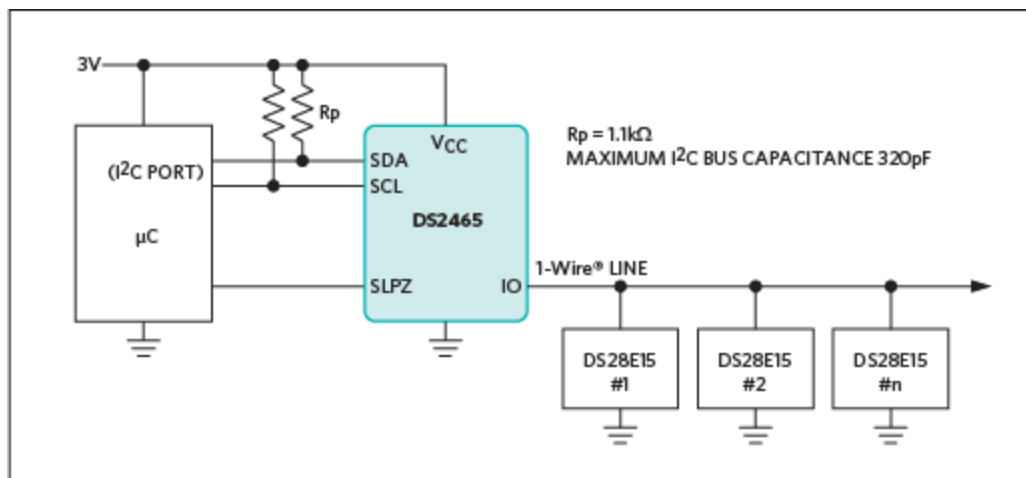 3V
Rp
VCC
Rp = 1.1kΩ
MAXIMUM I²C BUS CAPACITANCE 320pF
(I²C PORT)
SDA
SCL
µC
DS2465
1-Wire® LINE
SLPZ
IO
DS28E15
#1
DS28E15
#2
DS28E15
#n